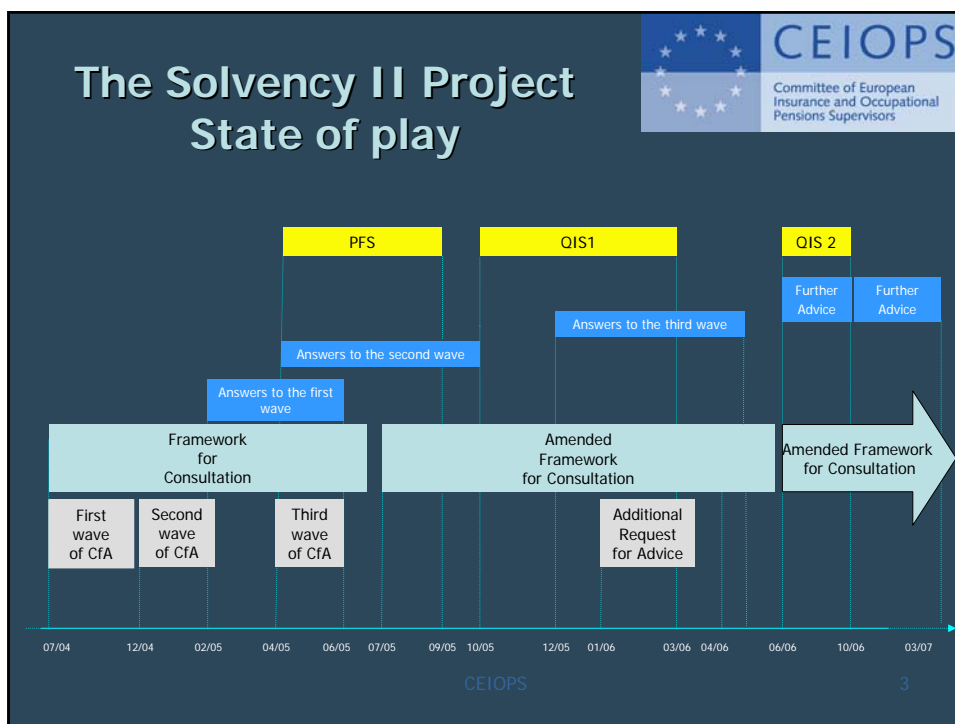 The Solvency II Project
State of play
CEIOPS
Committee of European
Insurance and Occupational
Pensions Supervisors
PFS
QIS1
QIS 2
Further
Advice
Further
Advice
Answers to the third wave
Answers to the second wave
Answers to the first
wave
Framework
for
Consultation
Amended
Framework
for Consultation
Amended Framework
for Consultation
First
wave
of CfA
Second
wave
of CfA
Third
wave
of CfA
Additional
Request
for Advice
07/04 12/04 02/05 04/05 06/05 07/05 09/05 10/05 12/05 01/06 03/06 04/06 06/06 10/06 03/07
CEIOPS 3